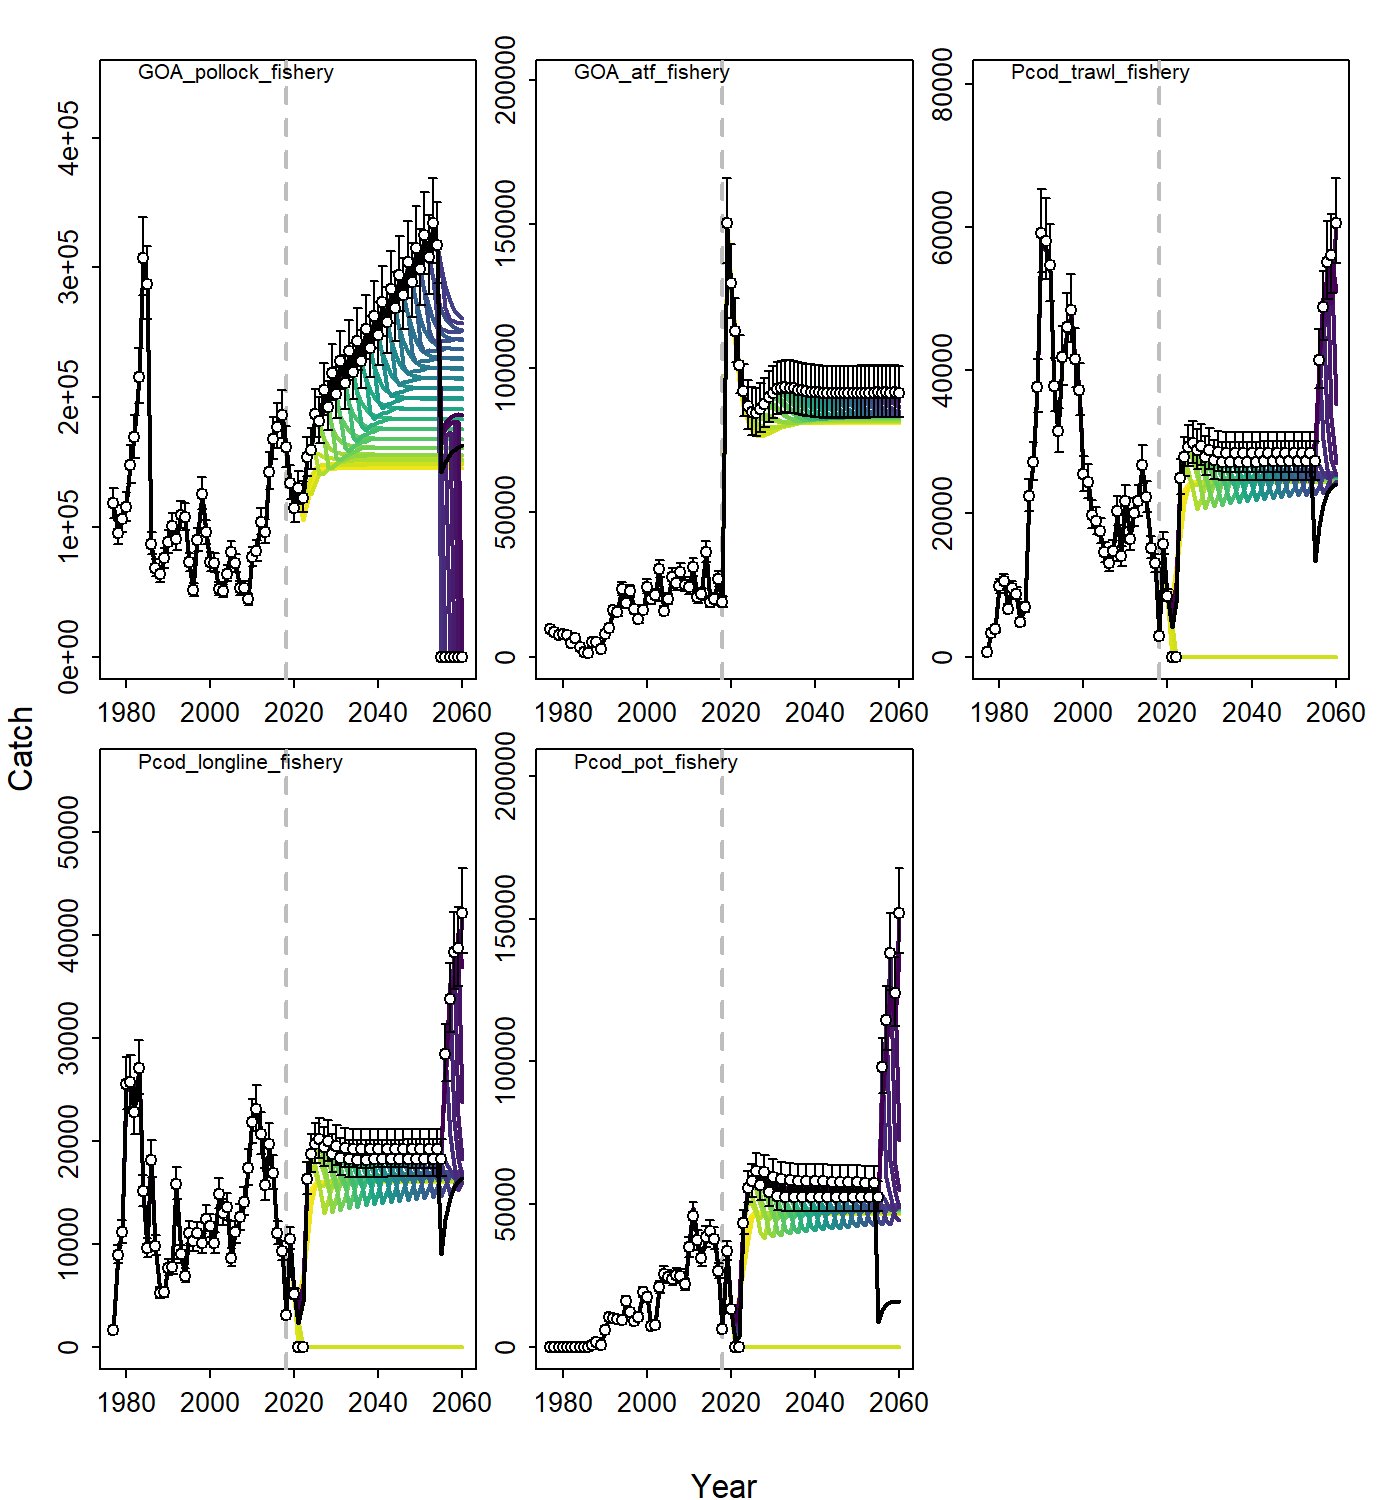 GOA_pollock_fishery
0e+00 1e+05 2e+05 3e+05 4e+05
1980 2000 2020 2040 2060
GOA_atf_fishery
0 50000 100000 150000 200000
1980 2000 2020 2040 2060
Pcod_trawl_fishery
0 20000 40000 60000 80000
1980 2000 2020 2040 2060
Catch
Pcod_longline_fishery
0 10000 20000 30000 40000 50000
1980 2000 2020 2040 2060
Pcod_pot_fishery
0 50000 100000 150000 200000
1980 2000 2020 2040 2060
Year